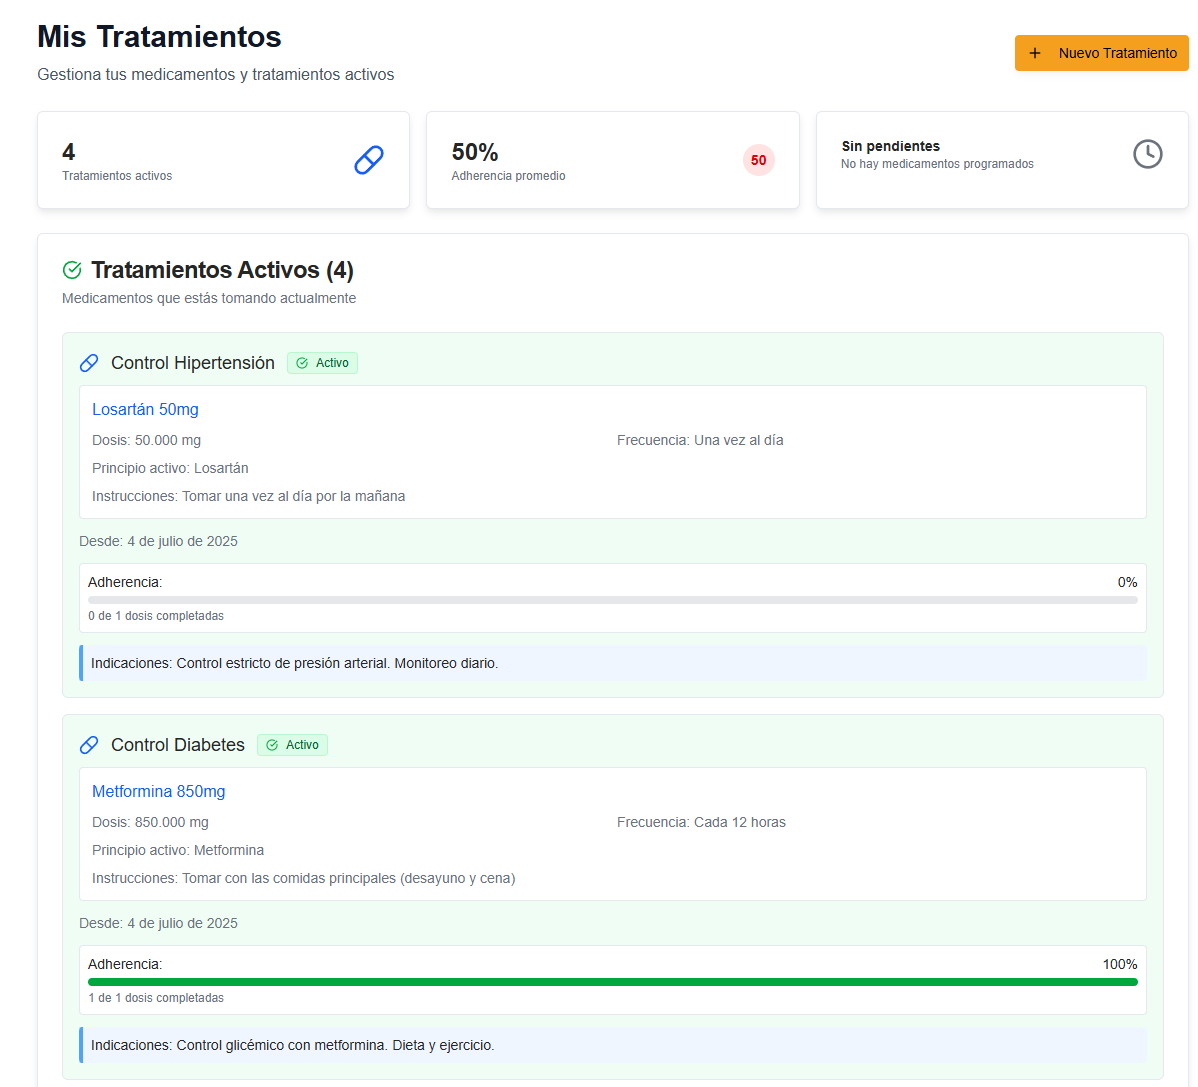 Mis Tratamientos
Gestiona tus medicamentos y tratamientos activos
+ Nuevo Tratamiento
4
Tratamientos activos
50%
Adherencia promedio
50
Sin pendientes
No hay medicamentos programados
Tratamientos Activos (4)
Medicamentos que estás tomando actualmente
Control Hipertensión Activo
Losartán 50mg
Dosis: 50.000 mg Frecuencia: Una vez al día
Principio activo: Losartán
Instrucciones: Tomar una vez al día por la mañana
Desde: 4 de julio de 2025
Adherencia: 0%
0 de 1 dosis completadas
Indicaciones: Control estricto de presión arterial. Monitoreo diario.
Control Diabetes Activo
Metformina 850mg
Dosis: 850.000 mg Frecuencia: Cada 12 horas
Principio activo: Metformina
Instrucciones: Tomar con las comidas principales (desayuno y cena)
Desde: 4 de julio de 2025
Adherencia: 100%
1 de 1 dosis completadas
Indicaciones: Control glicémico con metformina. Dieta y ejercicio.